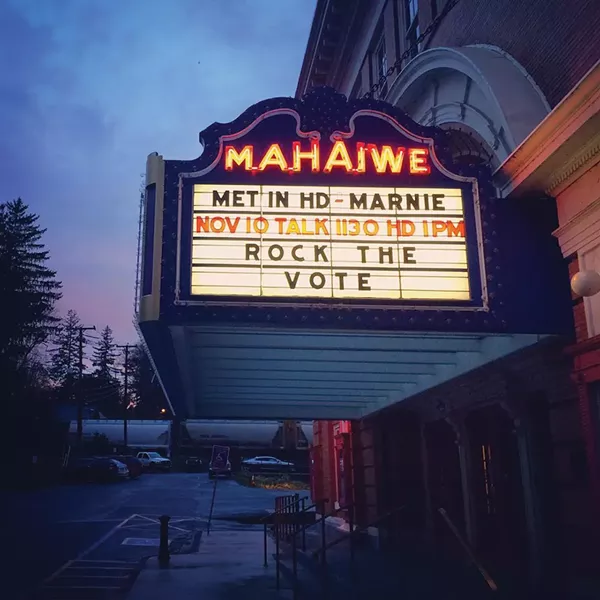 MAHAIWE
MET IN HD-MARNIE
NOV 10 TALK 1130 HD 1PM
ROCK THE
VOTE